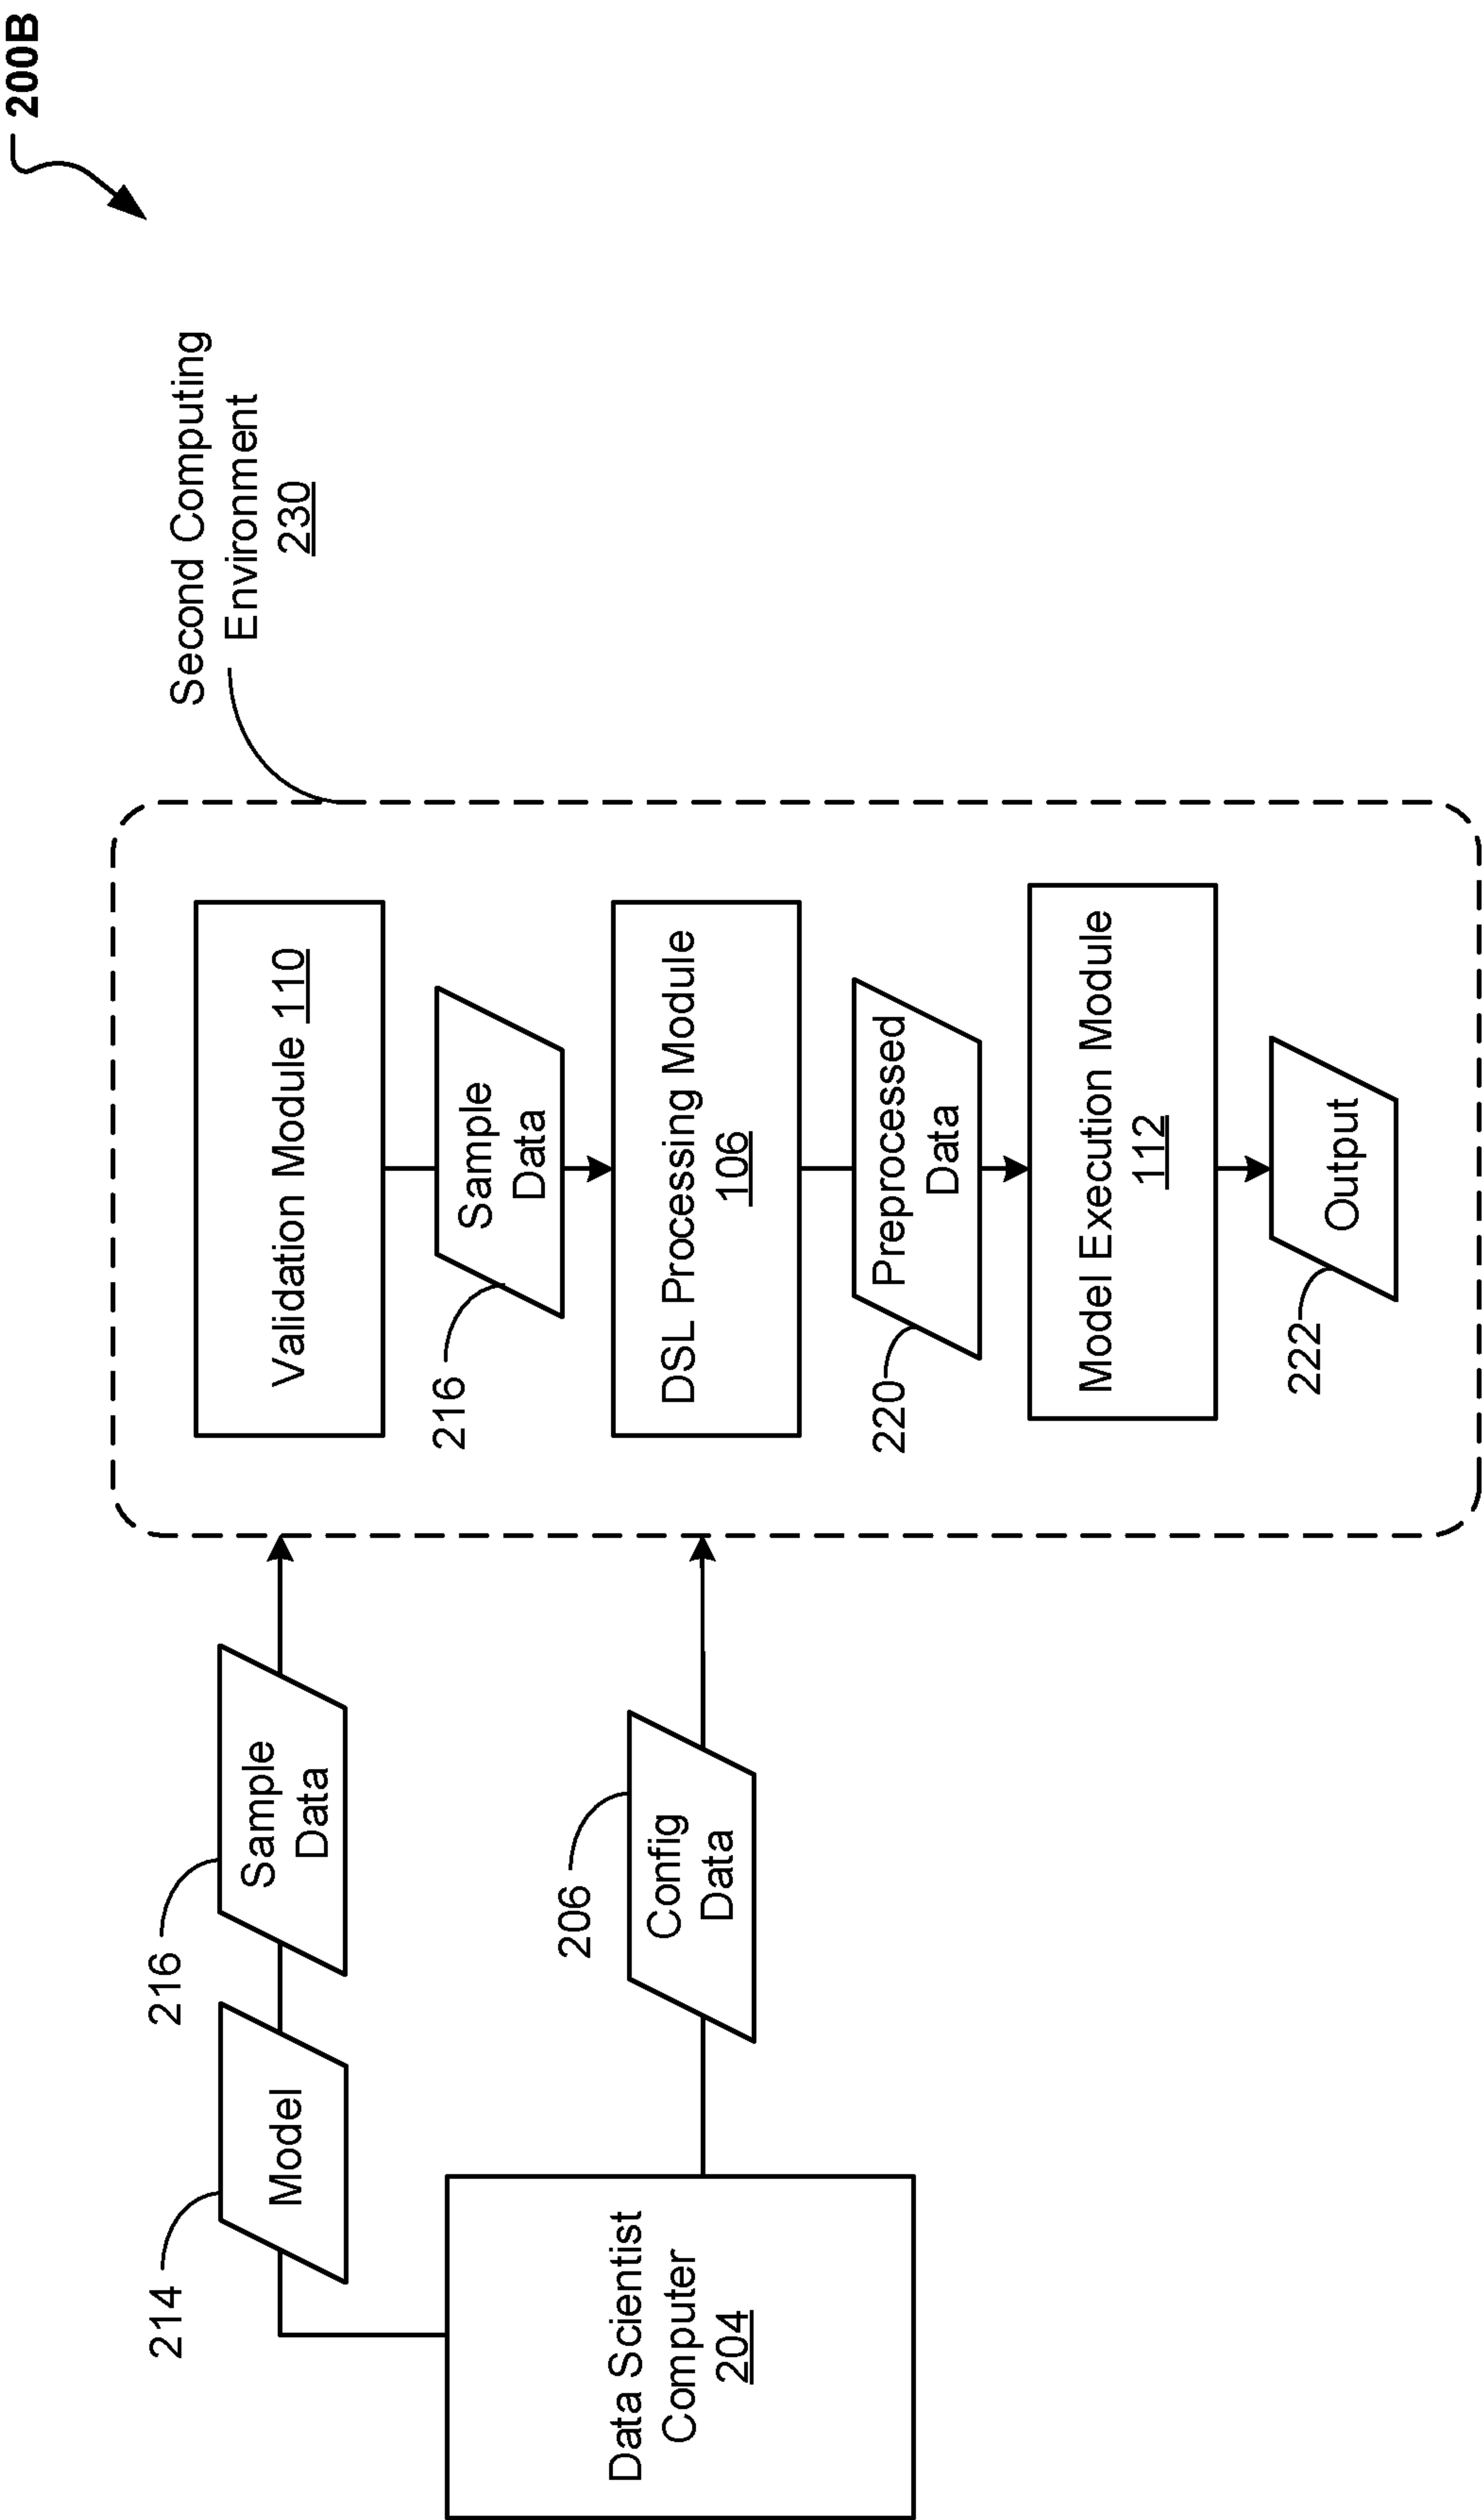 200B
Second Computing
Environment
230
214
Model
216
Sample
Data
Data Scientist
Computer
204
206
Config
Data
Validation Module 110
216
Sample
Data
DSL Processing Module
106
220
Preprocessed
Data
Model Execution Module
112
222
Output